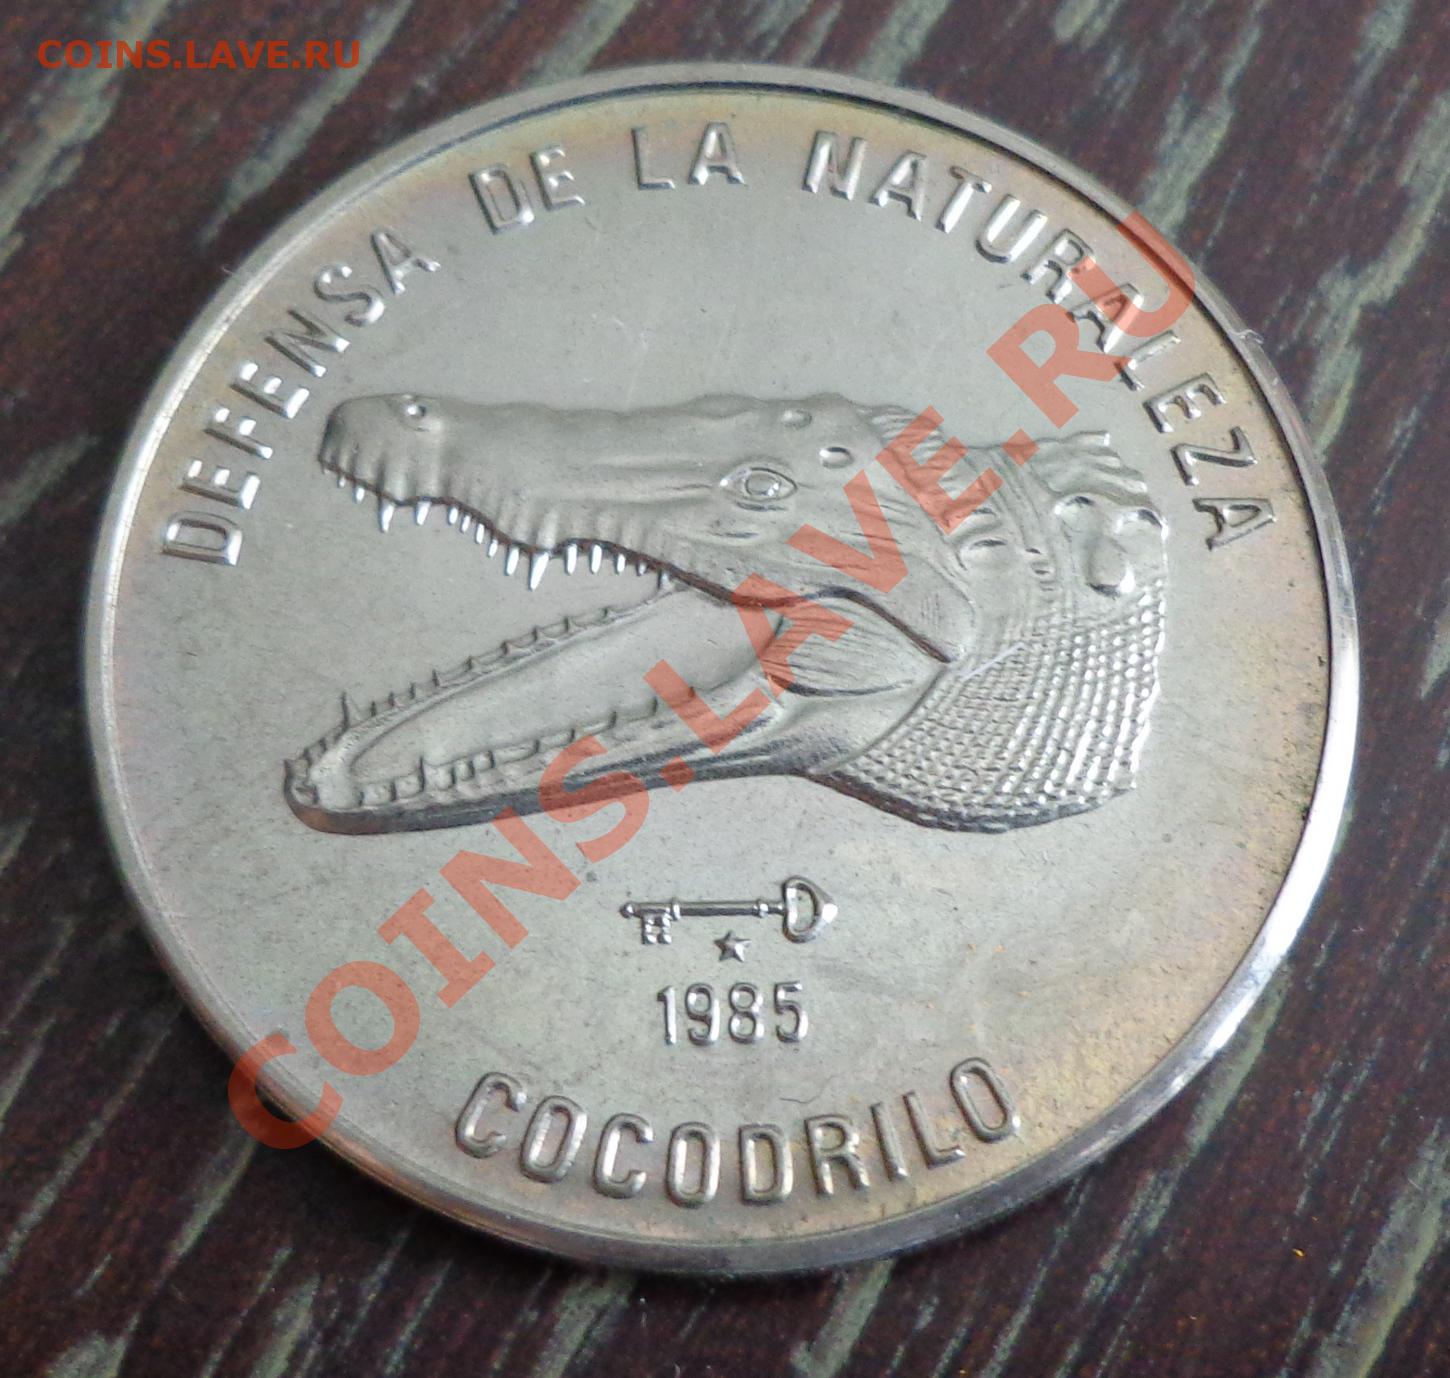 COINS.LAVE.RU
DEFENSA DE LA NATURALEZA
COINS.LAVE.RU
1985
COCODRILO